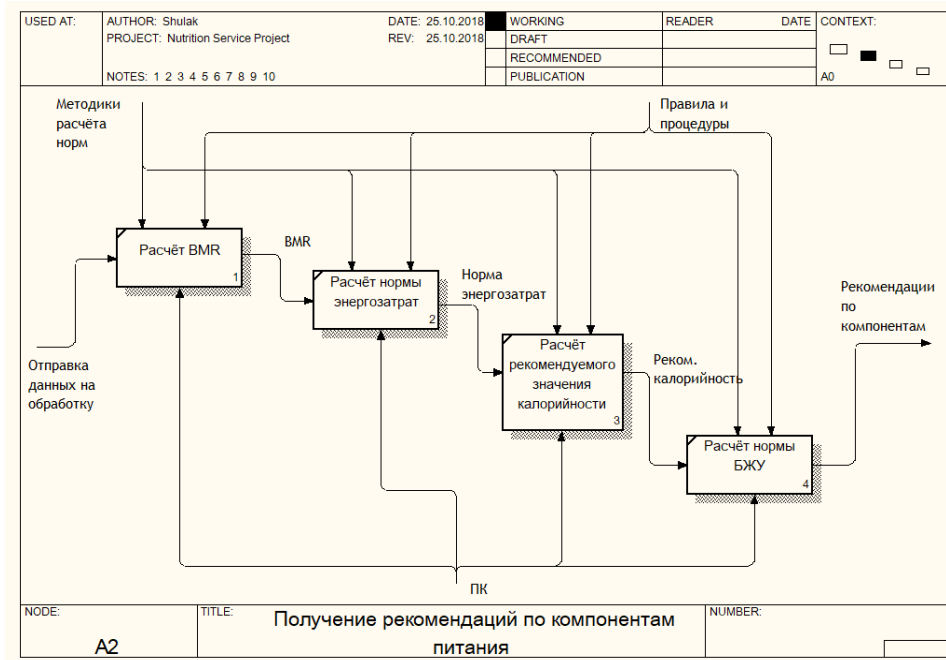 USED AT:
AUTHOR: Shulak
DATE: 25.10.2018
WORKING
READER
DATE
CONTEXT:
PROJECT: Nutrition Service Project
REV: 25.10.2018
DRAFT
RECOMMENDED
NOTES: 1 2 3 4 5 6 7 8 9 10
PUBLICATION
A0
Методики
расчёта
норм
Правила и
процедуры
Расчёт BMR
1
BMR
Расчёт нормы
энергозатрат
2
Норма
энергозатрат
Расчёт
рекомендуемого
значения
калорийности
3
Реком.
калорийность
Расчёт нормы
БЖУ
4
Рекомендации
по
компонентам
Отправка
данных на
обработку
ПК
NODE:
A2
TITLE:
Получение рекомендаций по компонентам
питания
NUMBER: